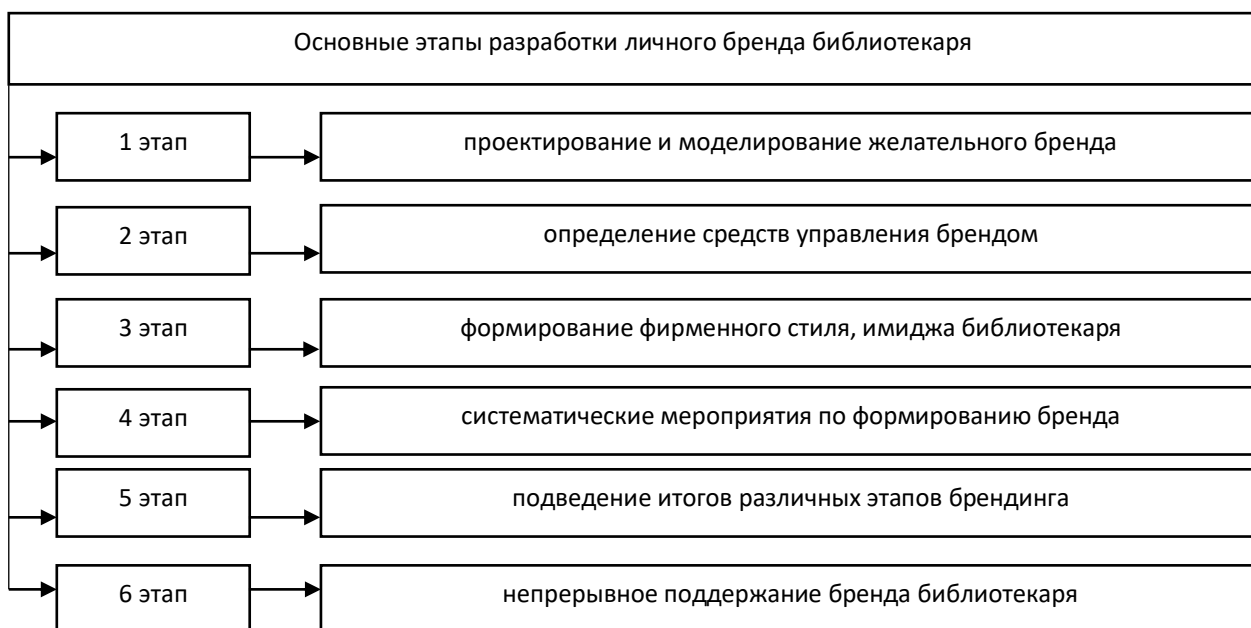 Основные этапы разработки личного бренда библиотекаря
1 этап
проектирование и моделирование желательного бренда
2 этап
определение средств управления брендом
3 этап
формирование фирменного стиля, имиджа библиотекаря
4 этап
систематические мероприятия по формированию бренда
5 этап
подведение итогов различных этапов брендинга
6 этап
непрерывное поддержание бренда библиотекаря